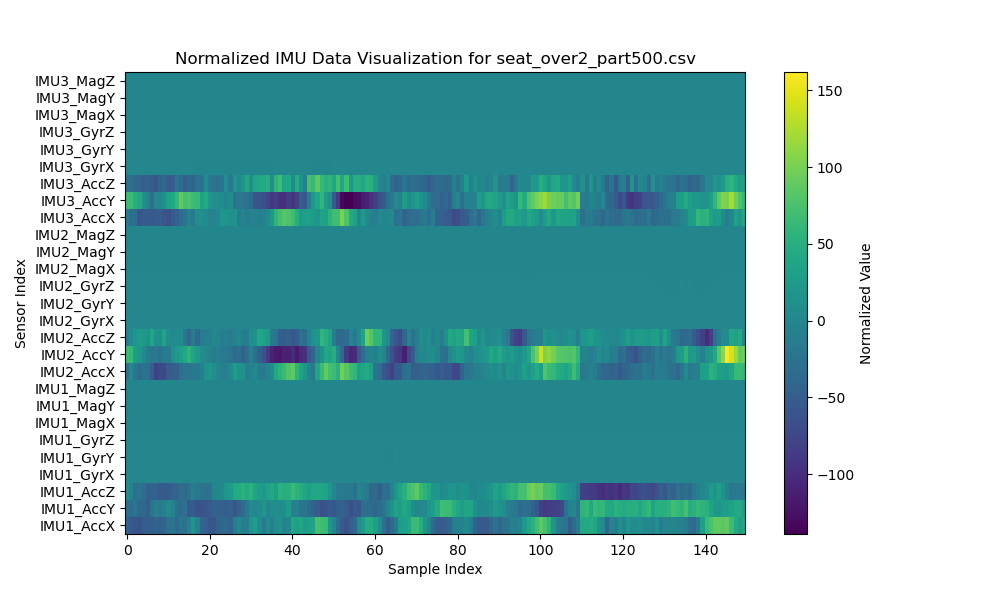 Normalized IMU Data Visualization for seat_over2_part500.csv
IMU3_MagZ
IMU3_MagY
IMU3_MagX
IMU3_GyrZ
IMU3_GyrY
IMU3_GyrX
IMU3_AccZ
IMU3_AccY
IMU3_AccX
IMU2_MagZ
IMU2_MagY
IMU2_MagX
IMU2_GyrZ
IMU2_GyrY
IMU2_GyrX
IMU2_AccZ
IMU2_AccY
IMU2_AccX
IMU1_MagZ
IMU1_MagY
IMU1_MagX
IMU1_GyrZ
IMU1_GyrY
IMU1_GyrX
IMU1_AccZ
IMU1_AccY
IMU1_AccX
Sensor Index
0 20 40 60 80 100 120 140
Sample Index
150
100
50
0
−50
−100
Normalized Value